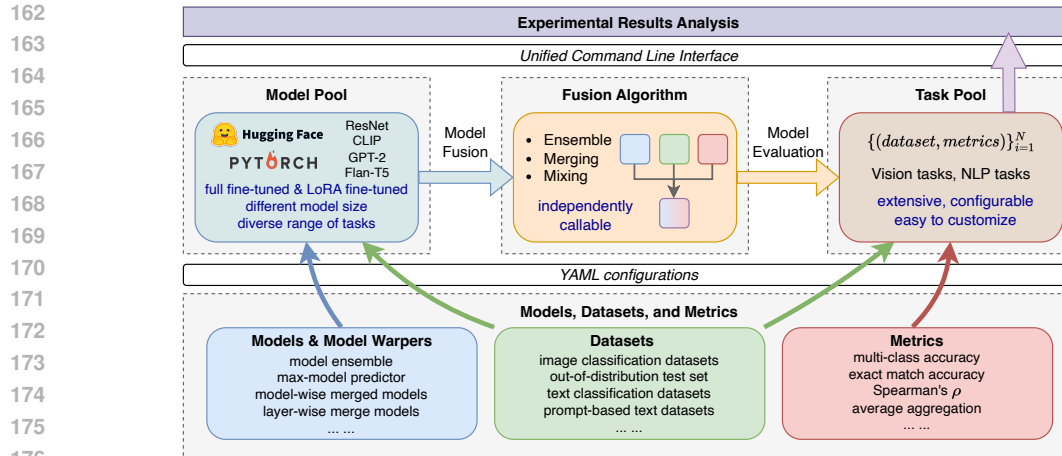 162
163
164
165
166
167
168
169
170
171
172
173
174
175
176
Experimental Results Analysis
Unified Command Line Interface
Model Pool
Hugging Face
PYTORCH
ResNet
CLIP
GPT-2
Flan-T5
full fine-tuned & LoRA fine-tuned
different model size
diverse range of tasks
Model
Fusion
Fusion Algorithm
• Ensemble
• Merging
• Mixing
independently
callable
Model
Evaluation
Task Pool
{(dataset, metrics)}_{i=1}^{N}
Vision tasks, NLP tasks
extensive, configurable
easy to customize
YAML configurations
Models, Datasets, and Metrics
Models & Model Warpers
model ensemble
max-model predictor
model-wise merged models
layer-wise merge models
... ...
Datasets
image classification datasets
out-of-distribution test set
text classification datasets
prompt-based text datasets
... ...
Metrics
multi-class accuracy
exact match accuracy
Spearman's ρ
average aggregation
... ...